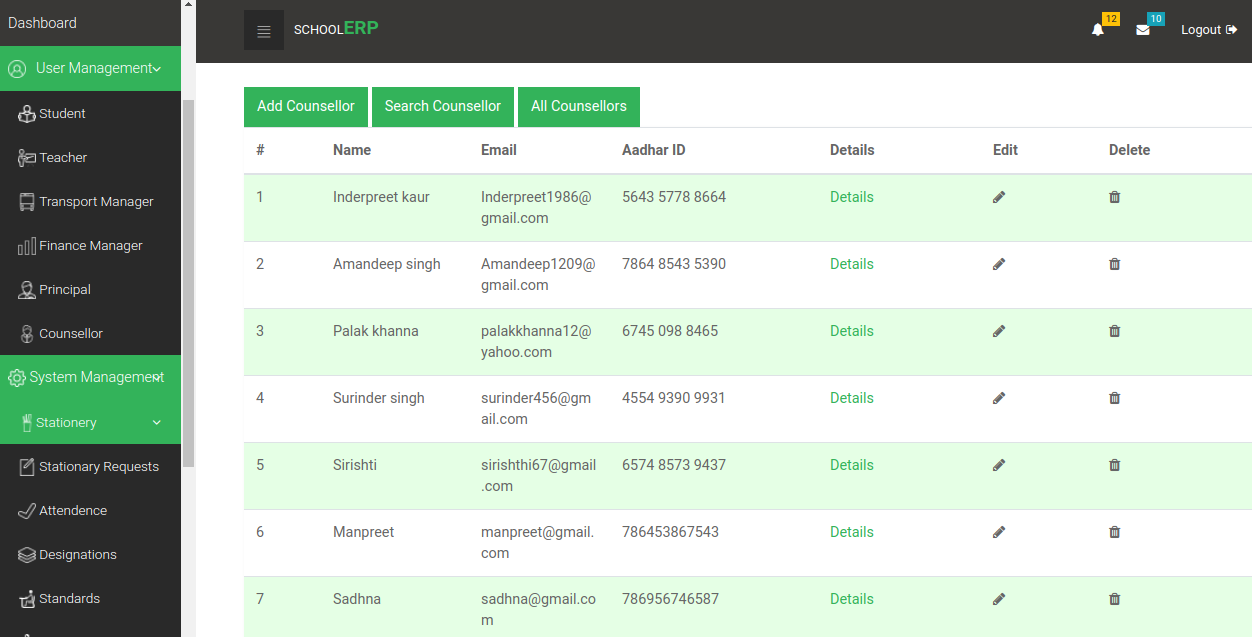 Dashboard
User Management
Student
Teacher
Transport Manager
Finance Manager
Principal
Counsellor
System Management
Stationery
Stationary Requests
Attendence
Designations
Standards
SCHOOLERP
12
10
Logout
Add Counsellor Search Counsellor All Counsellors
# Name Email Aadhar ID Details Edit Delete
1 Inderpreet kaur Inderpreet1986@ 5643 5778 8664 Details
gmail.com
2 Amandeep singh Amandeep1209@ 7864 8543 5390 Details
gmail.com
3 Palak khanna palakkhanna12@ 6745 098 8465 Details
yahoo.com
4 Surinder singh surinder456@gm 4554 9390 9931 Details
ail.com
5 Sirishti sirishthi67@gmail 6574 8573 9437 Details
.com
6 Manpreet manpreet@gmail. 786453867543 Details
com
7 Sadhna sadhna@gmail.co 786956746587 Details
m